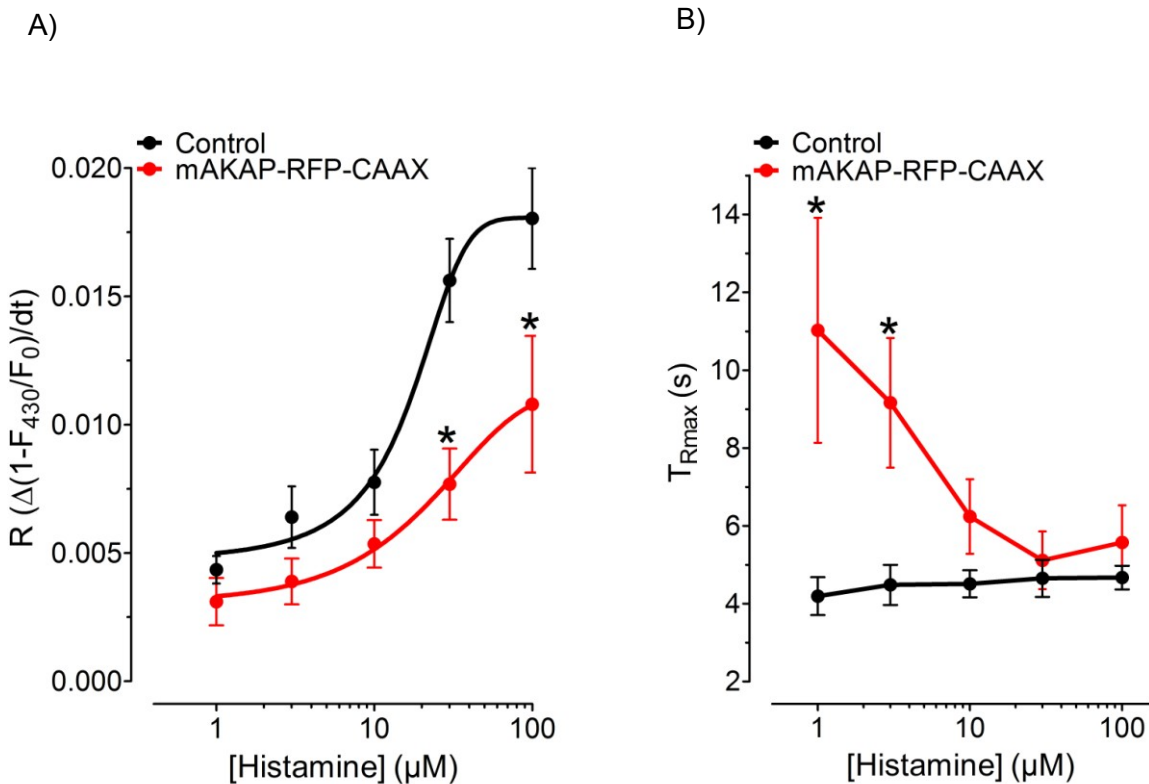 A)
Control
mAKAP-RFP-CAAX
0.020
0.015
0.010
0.005
0.000
R (Δ(1-F430/F0)/dt)
*
*
1
10
100
[Histamine] (µM)
B)
Control
mAKAP-RFP-CAAX
14
12
10
8
6
4
2
TRmax (s)
*
*
1
10
100
[Histamine] (µM)